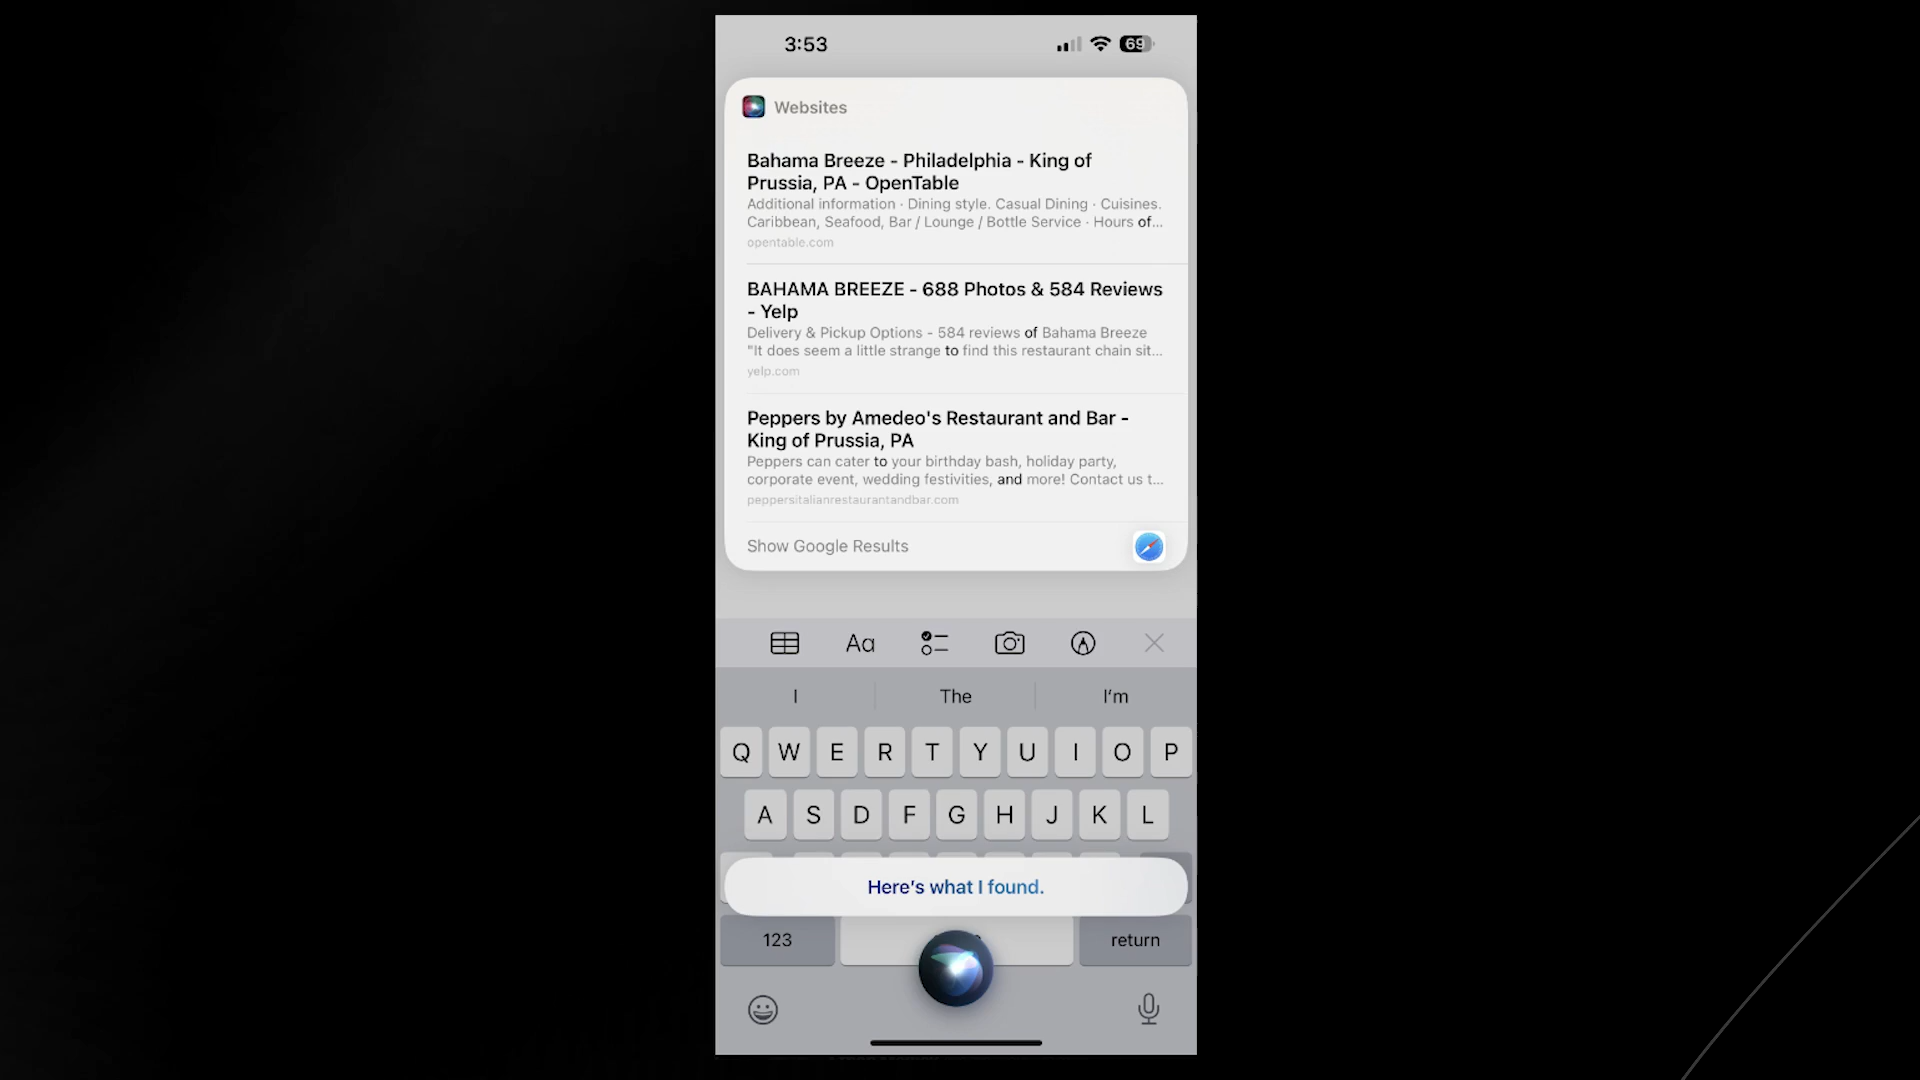 3:53
69
Websites
Bahama Breeze - Philadelphia - King of
Prussia, PA - OpenTable
Additional information · Dining style. Casual Dining · Cuisines.
Caribbean, Seafood, Bar / Lounge / Bottle Service · Hours of...
opentable.com
BAHAMA BREEZE - 688 Photos & 584 Reviews
- Yelp
Delivery & Pickup Options - 584 reviews of Bahama Breeze
"It does seem a little strange to find this restaurant chain sit...
yelp.com
Peppers by Amedeo's Restaurant and Bar -
King of Prussia, PA
Peppers can cater to your birthday bash, holiday party,
corporate event, wedding festivities, and more! Contact us t...
peppersitalianrestaurantandbar.com
Show Google Results
Aa
I The I'm
Q W E R T Y U I O P
A S D F G H J K L
Here's what I found.
123 return